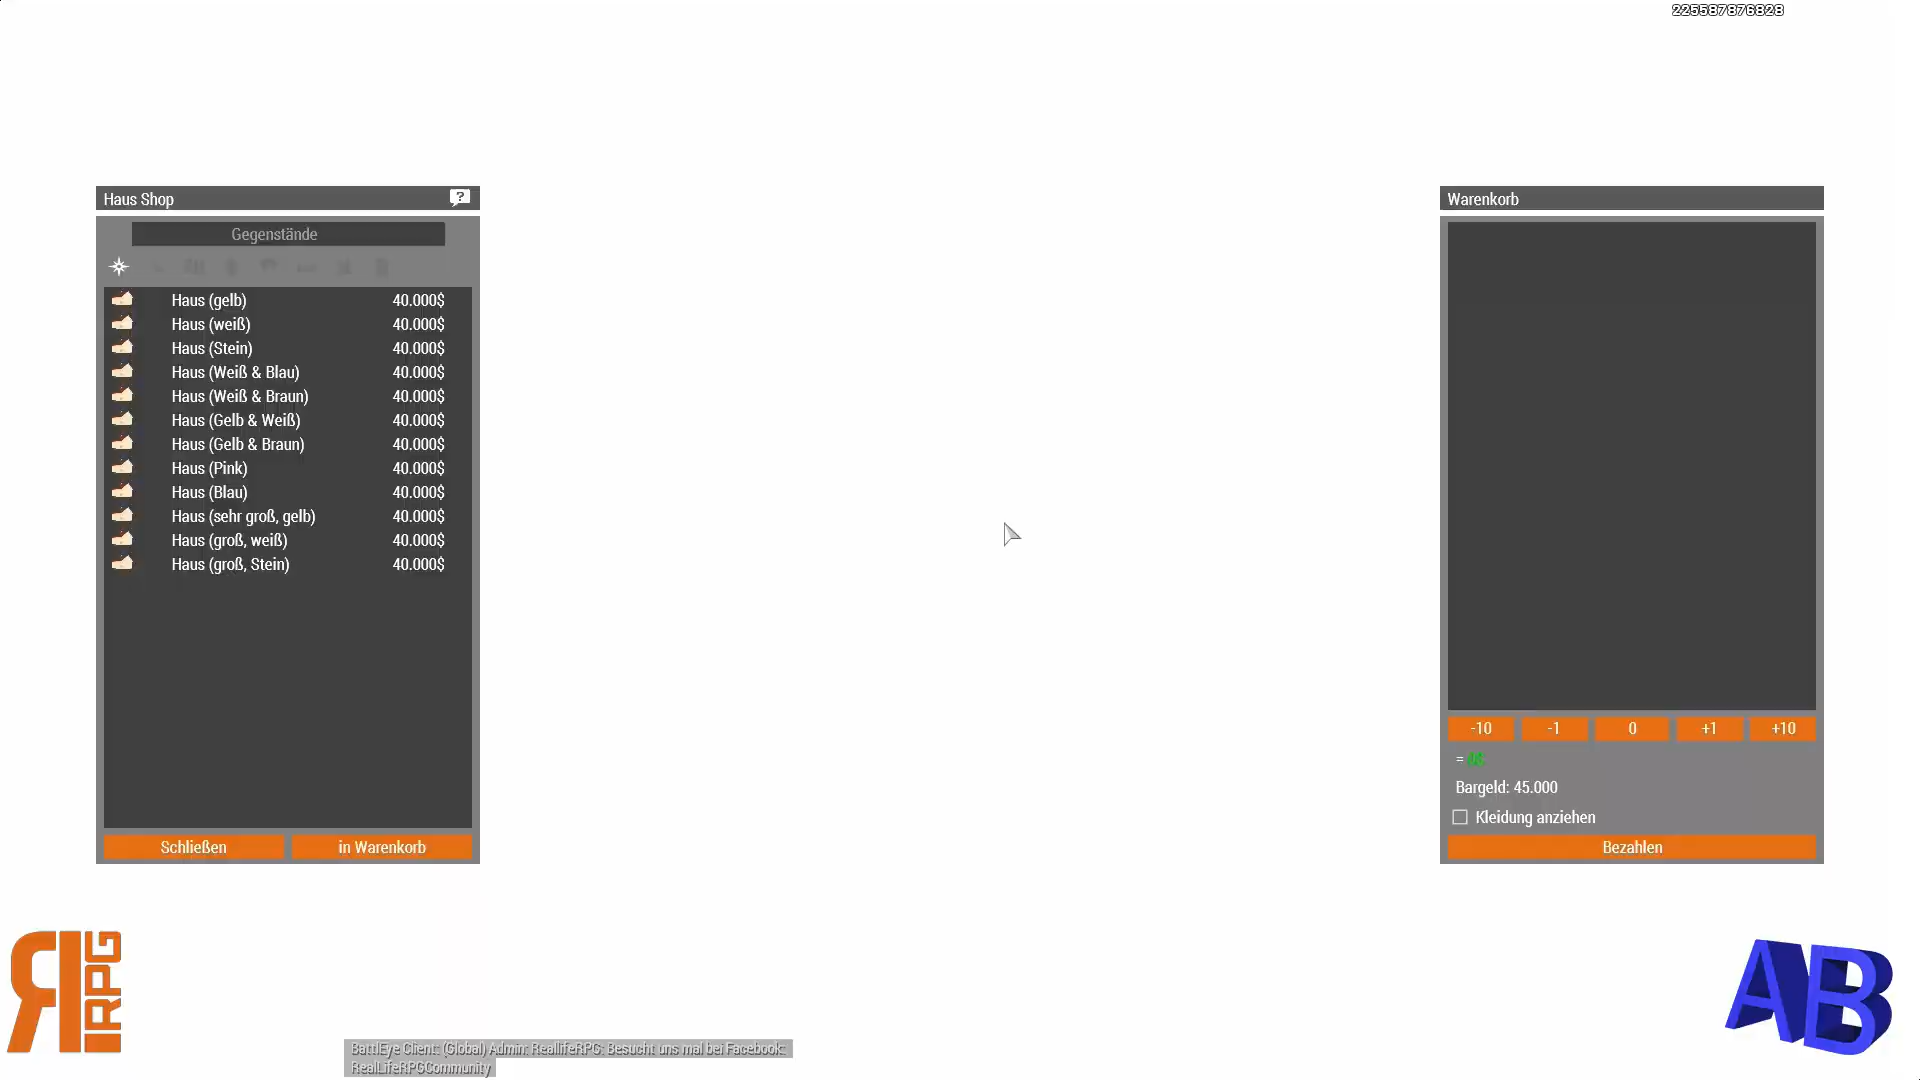 225587876828
Haus Shop
?
Gegenstände
Haus (gelb) 40.000$
Haus (weiß) 40.000$
Haus (Stein) 40.000$
Haus (Weiß & Blau) 40.000$
Haus (Weiß & Braun) 40.000$
Haus (Gelb & Weiß) 40.000$
Haus (Gelb & Braun) 40.000$
Haus (Pink) 40.000$
Haus (Blau) 40.000$
Haus (sehr groß, gelb) 40.000$
Haus (groß, weiß) 40.000$
Haus (groß, Stein) 40.000$
Schließen in Warenkorb
Warenkorb
-10 -1 0 +1 +10
=
Bargeld: 45.000
Kleidung anziehen
Bezahlen
RPG
AB
BattlEye Client: (Global) Admin: ReallifeRPG: Besucht uns mal bei Facebook:
RealLifeRPGCommunity